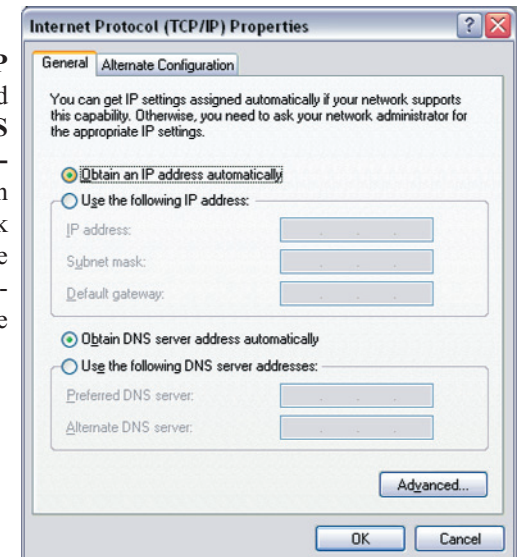 Internet Protocol (TCP/IP) Properties
General
Alternate Configuration
You can get IP settings assigned automatically if your network supports
this capability. Otherwise, you need to ask your network administrator for
the appropriate IP settings.
Obtain an IP address automatically
Use the following IP address:
IP address:
Subnet mask:
Default gateway:
Obtain DNS server address automatically
Use the following DNS server addresses:
Preferred DNS server:
Alternate DNS server:
Advanced...
OK
Cancel